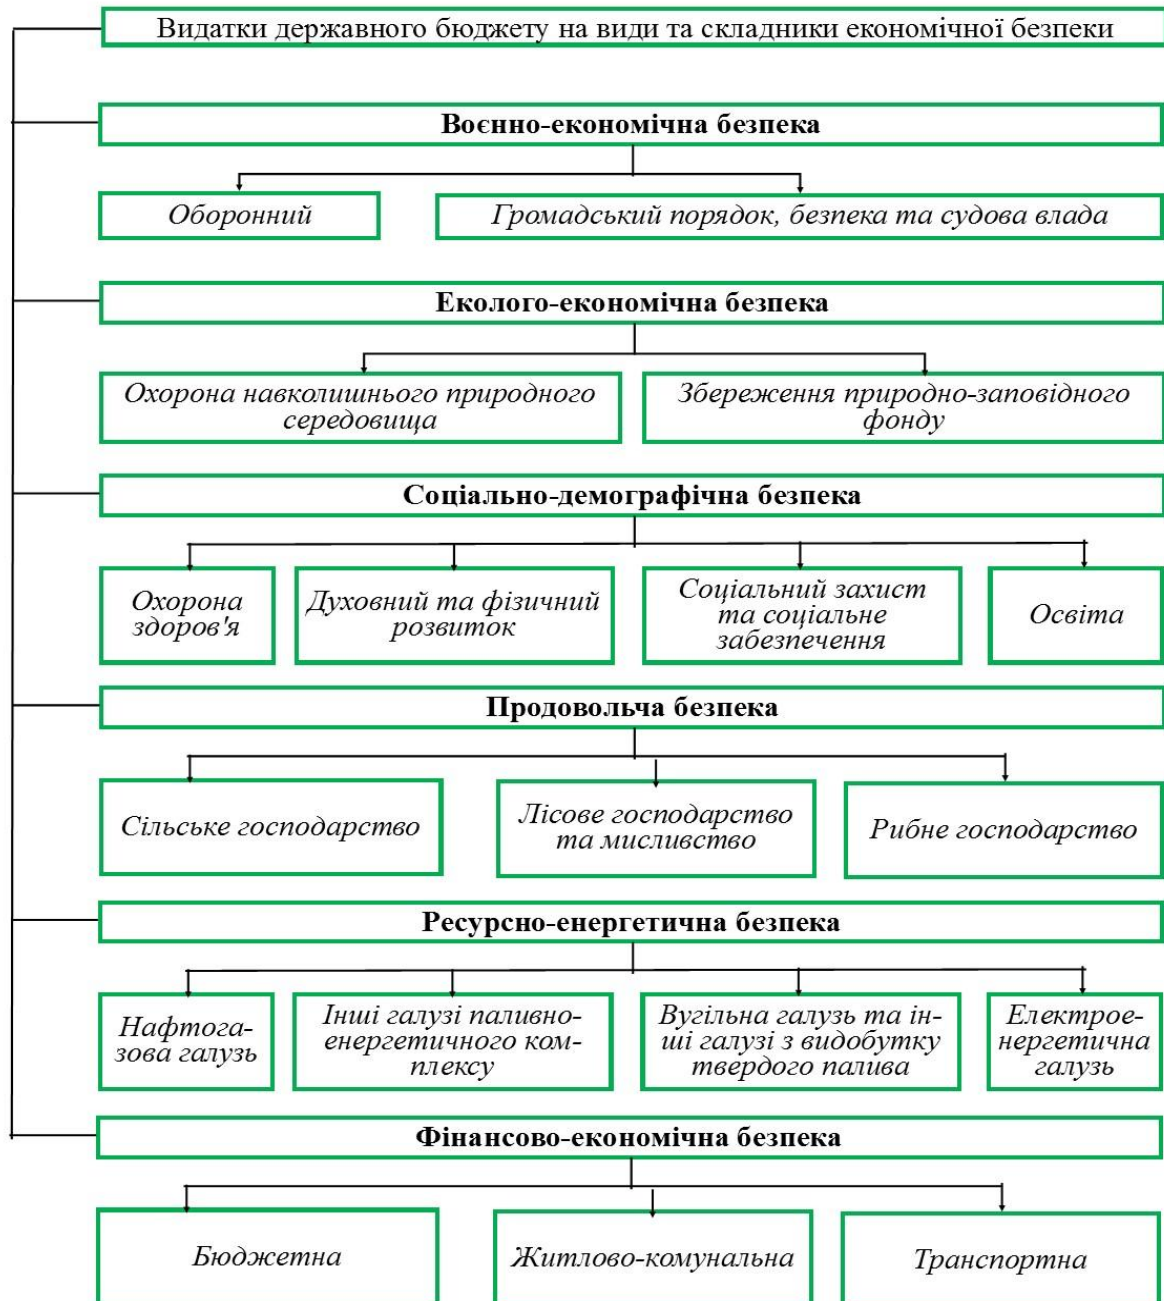 Видатки державного бюджету на види та складники економічної безпеки
Воєнно-економічна безпека
Оборонний
Громадський порядок, безпека та судова влада
Еколого-економічна безпека
Охорона навколишнього природного
середовища
Збереження природно-заповідного
фонду
Соціально-демографічна безпека
Охорона
здоров'я
Духовний та фізичний
розвиток
Соціальний захист
та соціальне
забезпечення
Освіта
Продовольча безпека
Сільське господарство
Лісове господарство
та мисливство
Рибне господарство
Ресурсно-енергетична безпека
Нафтога-
зова галузь
Інші галузі паливно-
енергетичного ком-
плексу
Вугільна галузь та ін-
ші галузі з видобутку
твердого палива
Електрое-
нергетична
галузь
Фінансово-економічна безпека
Бюджетна
Житлово-комунальна
Транспортна